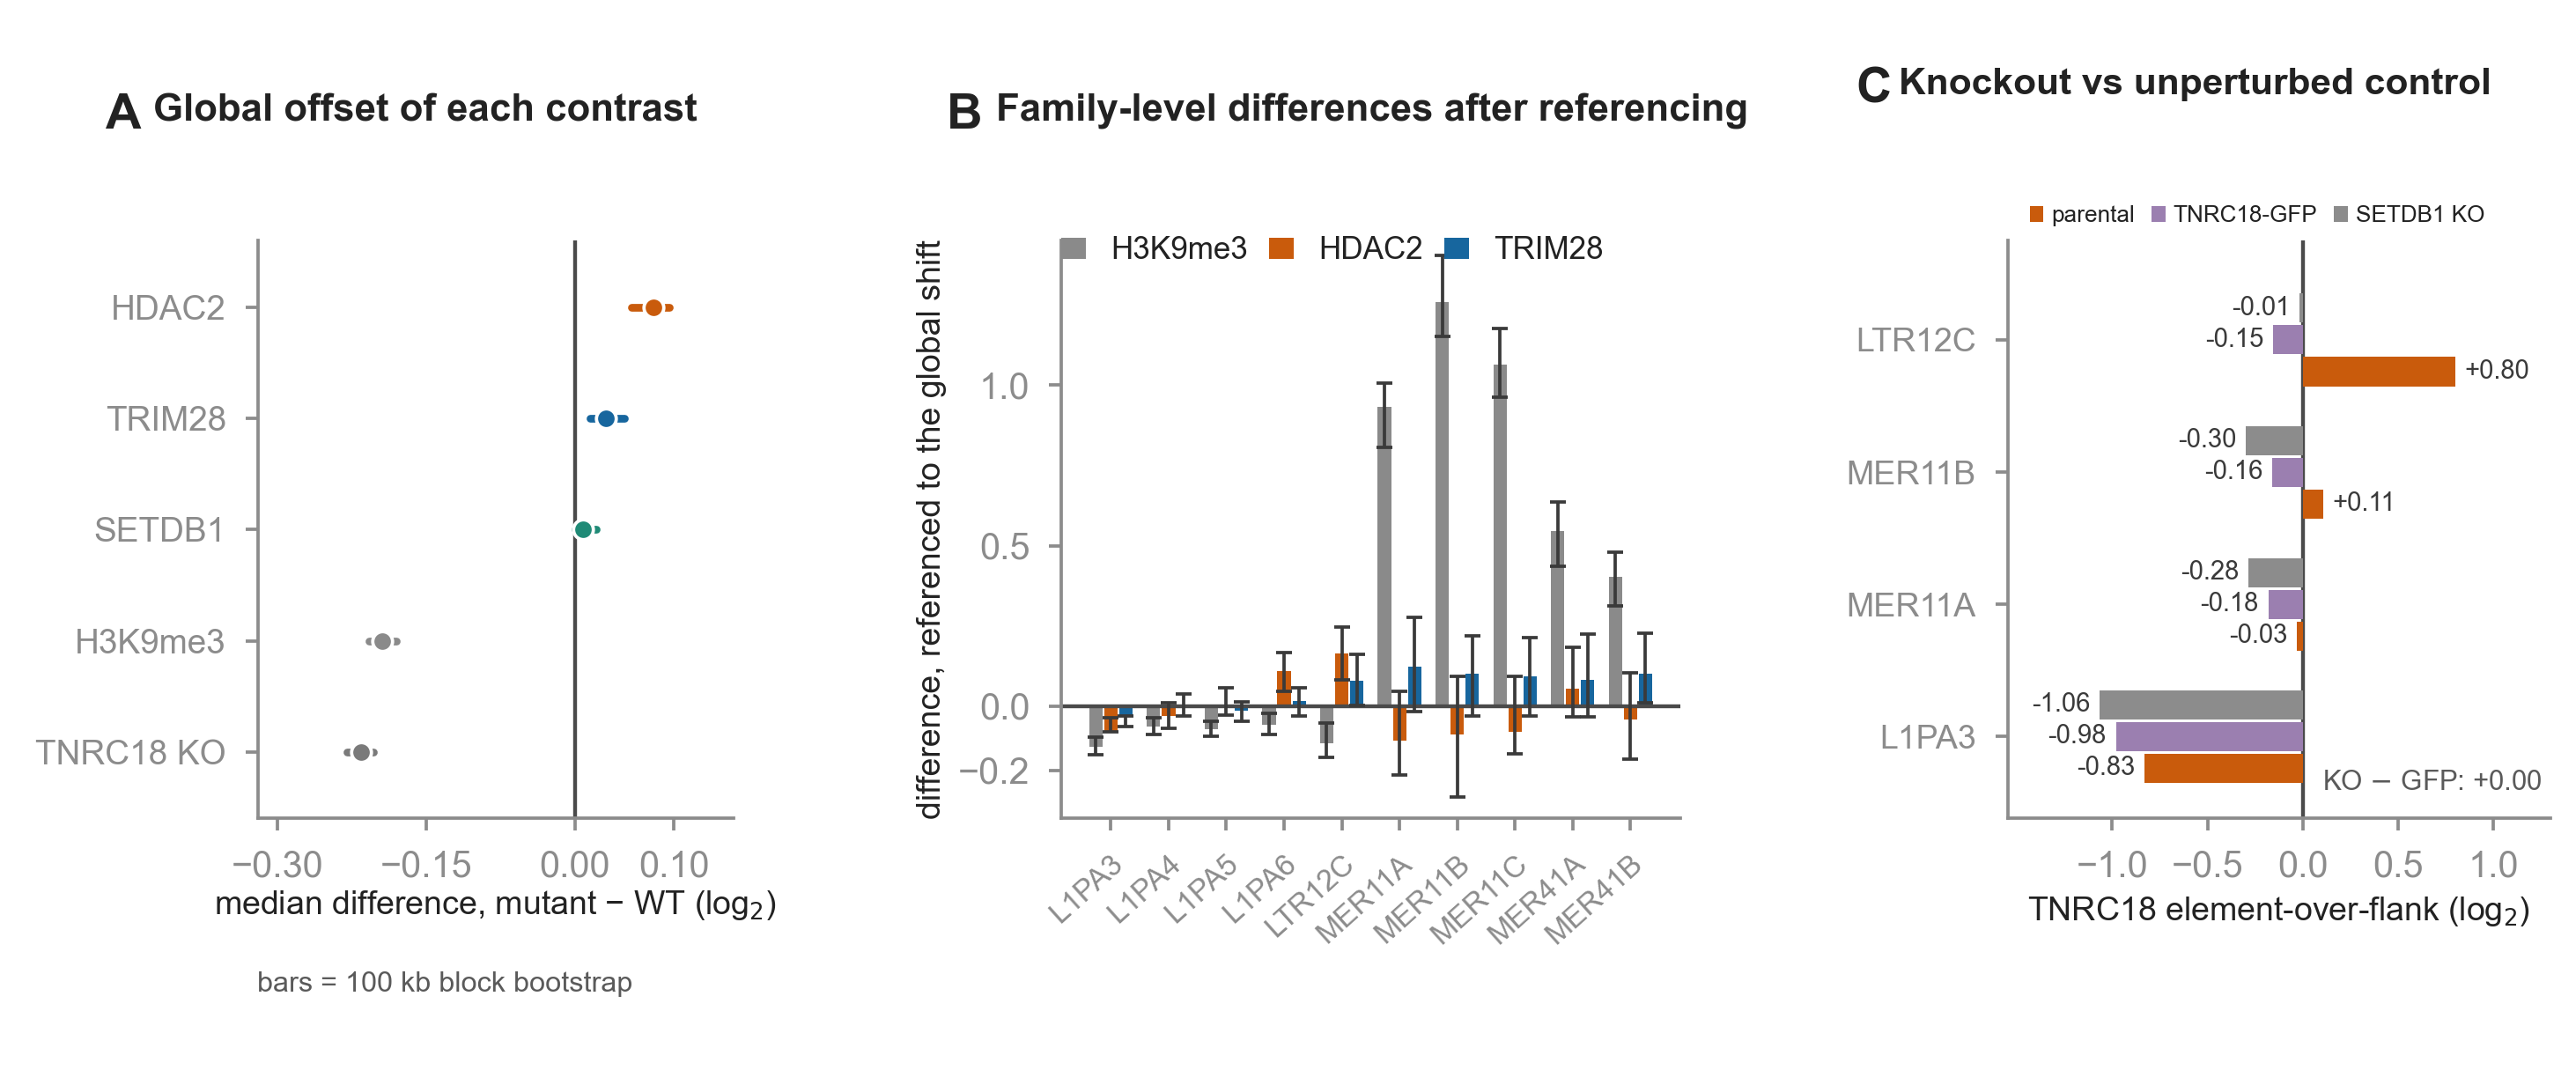 A Global offset of each contrast
HDAC2
TRIM28
SETDB1
H3K9me3
TNRC18 KO
−0.30 −0.15 0.00 0.10
median difference, mutant − WT (log2)
bars = 100 kb block bootstrap
B Family-level differences after referencing
difference, referenced to the global shift
H3K9me3 HDAC2 TRIM28
1.0
0.5
0.0
−0.2
L1PA3 L1PA4 L1PA5 L1PA6 LTR12C MER11A MER11B MER11C MER41A MER41B
C Knockout vs unperturbed control
parental TNRC18-GFP SETDB1 KO
LTR12C
-0.01
-0.15
+0.80
MER11B
-0.30
-0.16
+0.11
MER11A
-0.28
-0.18
-0.03
L1PA3
-1.06
-0.98
-0.83
KO − GFP: +0.00
−1.0 −0.5 0.0 0.5 1.0
TNRC18 element-over-flank (log2)